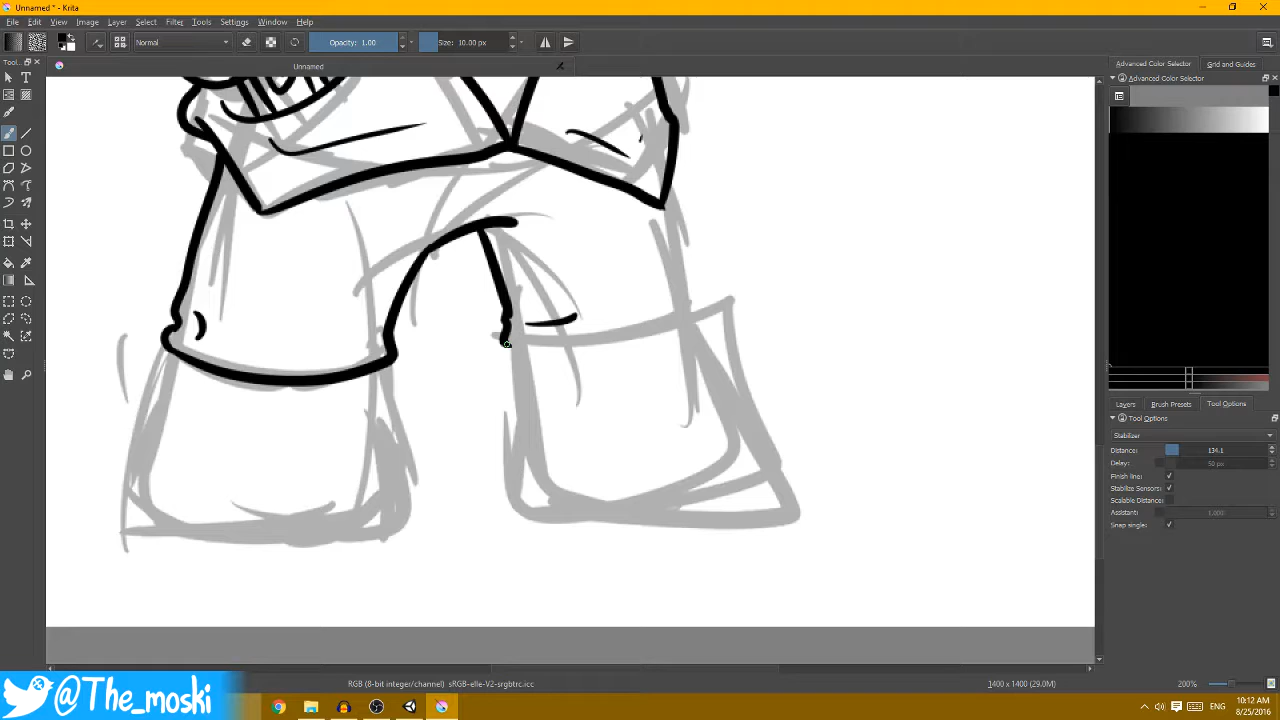 Unnamed * - Krita
File Edit View Image Layer Select Filter Tools Settings Window Help
Normal Opacity: 1.00 Size: 10.00 px
Tool... Unnamed Advanced Color Selector Grid and Guides
Advanced Color Selector
Layers Brush Presets Tool Options
Tool Options
Stabilizer
Distance: 134.1
Delay: 50 px
Finish line:
Stabilize Sensors:
Scalable Distance:
Assistant: 1.000
Snap single:
RGB (8-bit integer/channel) sRGB-elle-V2-srgbtrc.icc 1400 x 1400 (29.0M) 200%
@The_moski
ENG
10:12 AM
8/25/2016